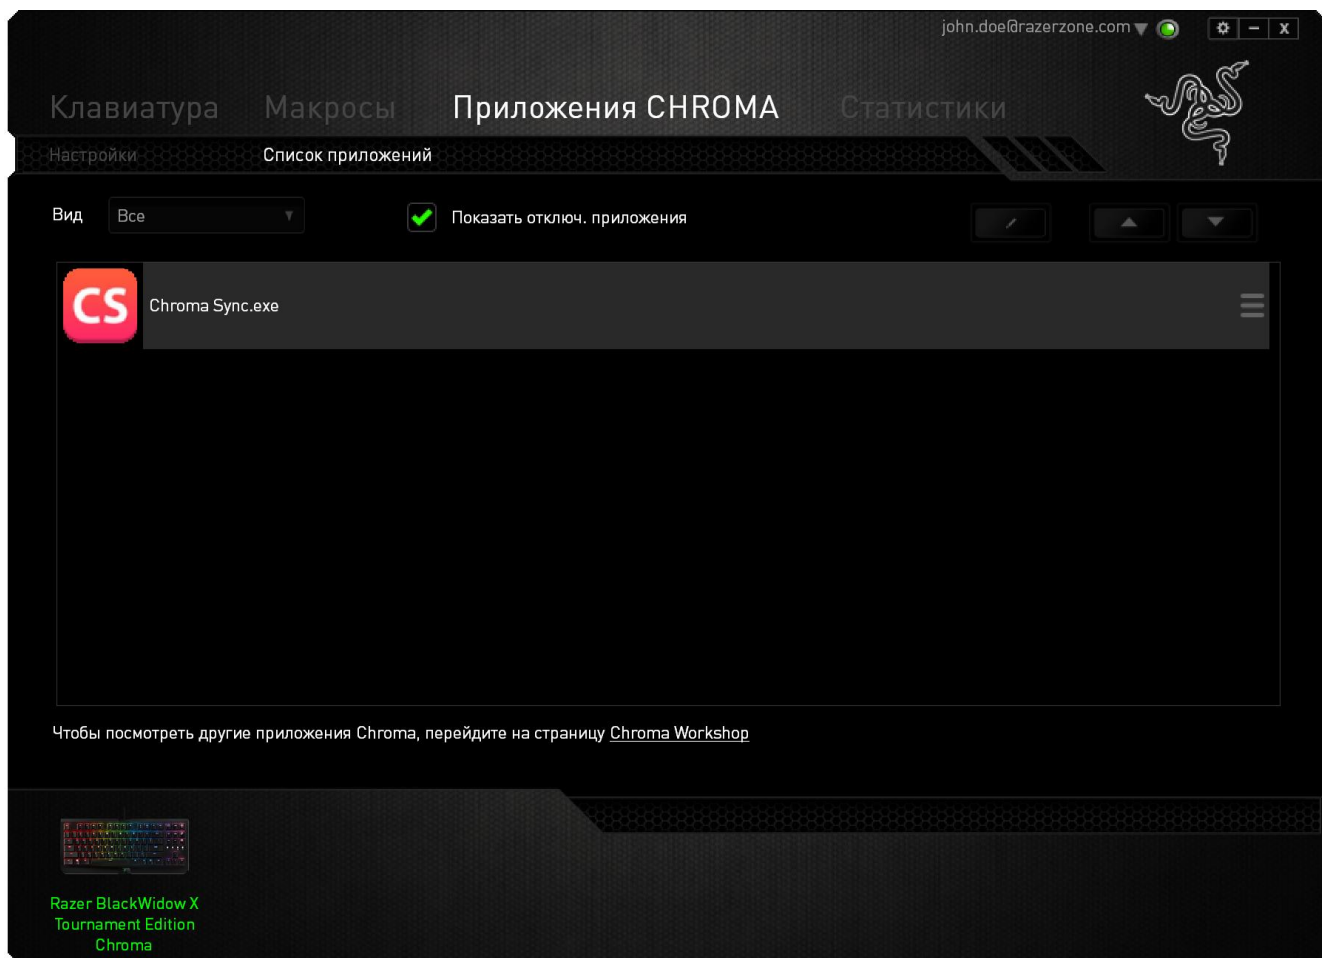 john.doe@razerzone.com
Клавиатура Макросы Приложения CHROMA Статистики
Настройки Список приложений
Вид Все Показать отключ. приложения
CS Chroma Sync.exe
Чтобы посмотреть другие приложения Chroma, перейдите на страницу Chroma Workshop
Razer BlackWidow X
Tournament Edition
Chroma